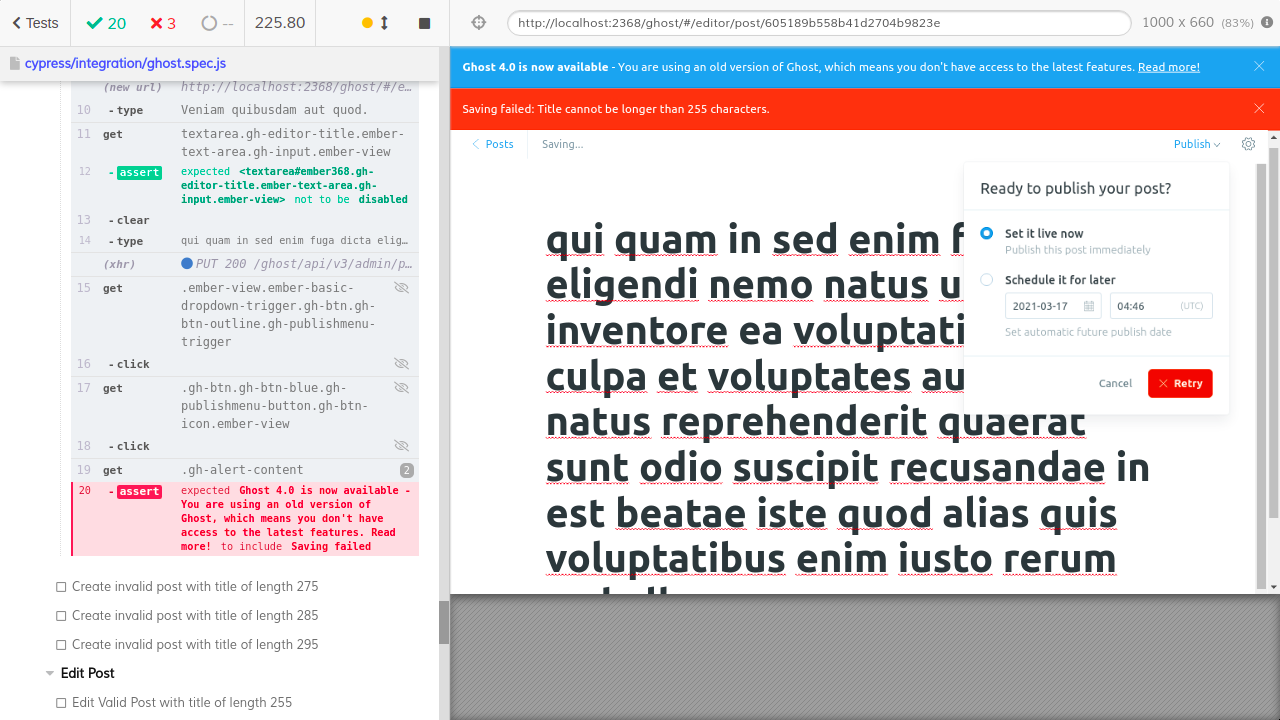 Tests
20
3
--
225.80
http://localhost:2368/ghost/#/editor/post/605189b558b41d2704b9823e
1000 x 660 (83%)
cypress/integration/ghost.spec.js
(new url) http://localhost:2368/ghost/#/e...
10 - type Veniam quibusdam aut quod.
11 get textarea.gh-editor-title.ember-
text-area.gh-input.ember-view
12 - assert expected <textarea#ember368.gh-
editor-title.ember-text-area.gh-
input.ember-view> not to be disabled
13 - clear
14 - type qui quam in sed enim fuga dicta elig...
(xhr) PUT 200 /ghost/api/v3/admin/p...
15 get .ember-view.ember-basic-
dropdown-trigger.gh-btn.gh-
btn-outline.gh-publishmenu-
trigger
16 - click
17 get .gh-btn.gh-btn-blue.gh-
publishmenu-button.gh-btn-
icon.ember-view
18 - click
19 get .gh-alert-content 2
20 - assert expected Ghost 4.0 is now available -
You are using an old version of
Ghost, which means you don't have
access to the latest features. Read
more! to include Saving failed
Create invalid post with title of length 275
Create invalid post with title of length 285
Create invalid post with title of length 295
Edit Post
Edit Valid Post with title of length 255
Ghost 4.0 is now available - You are using an old version of Ghost, which means you don't have access to the latest features. Read more!
Saving failed: Title cannot be longer than 255 characters.
Posts
Saving...
Publish
qui quam in sed enim f
eligendi nemo natus u
inventore ea voluptati
culpa et voluptates au
natus reprehenderit quaerat
sunt odio suscipit recusandae in
est beatae iste quod alias quis
voluptatibus enim iusto rerum
Ready to publish your post?
Set it live now
Publish this post immediately
Schedule it for later
2021-03-17
04:46 (UTC)
Set automatic future publish date
Cancel
Retry